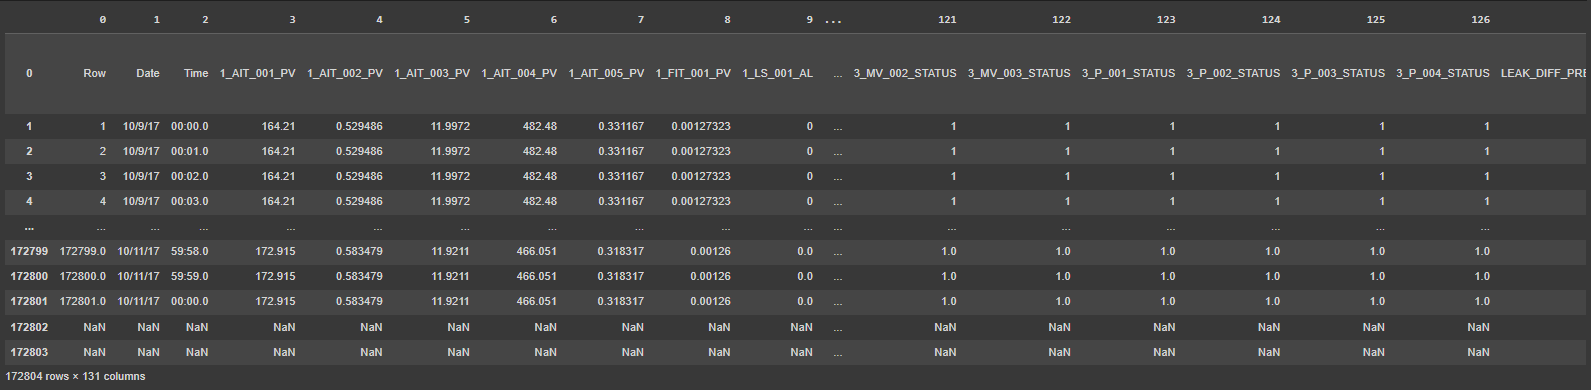 0 1 2 3 4 5 6 7 8 9 ... 121 122 123 124 125 126
0 Row Date Time 1_AIT_001_PV 1_AIT_002_PV 1_AIT_003_PV 1_AIT_004_PV 1_AIT_005_PV 1_FIT_001_PV 1_LS_001_AL ... 3_MV_002_STATUS 3_MV_003_STATUS 3_P_001_STATUS 3_P_002_STATUS 3_P_003_STATUS 3_P_004_STATUS LEAK_DIFF_PRE
1 1 10/9/17 00:00.0 164.21 0.529486 11.9972 482.48 0.331167 0.00127323 0 ... 1 1 1 1 1 1
2 2 10/9/17 00:01.0 164.21 0.529486 11.9972 482.48 0.331167 0.00127323 0 ... 1 1 1 1 1 1
3 3 10/9/17 00:02.0 164.21 0.529486 11.9972 482.48 0.331167 0.00127323 0 ... 1 1 1 1 1 1
4 4 10/9/17 00:03.0 164.21 0.529486 11.9972 482.48 0.331167 0.00127323 0 ... 1 1 1 1 1 1
... ... ... ... ... ... ... ... ... ... ... ... ... ... ... ... ... ...
172799 172799.0 10/11/17 59:58.0 172.915 0.583479 11.9211 466.051 0.318317 0.00126 0.0 ... 1.0 1.0 1.0 1.0 1.0 1.0
172800 172800.0 10/11/17 59:59.0 172.915 0.583479 11.9211 466.051 0.318317 0.00126 0.0 ... 1.0 1.0 1.0 1.0 1.0 1.0
172801 172801.0 10/11/17 00:00.0 172.915 0.583479 11.9211 466.051 0.318317 0.00126 0.0 ... 1.0 1.0 1.0 1.0 1.0 1.0
172802 NaN NaN NaN NaN NaN NaN NaN NaN NaN NaN ... NaN NaN NaN NaN NaN NaN
172803 NaN NaN NaN NaN NaN NaN NaN NaN NaN NaN ... NaN NaN NaN NaN NaN NaN
172804 rows × 131 columns